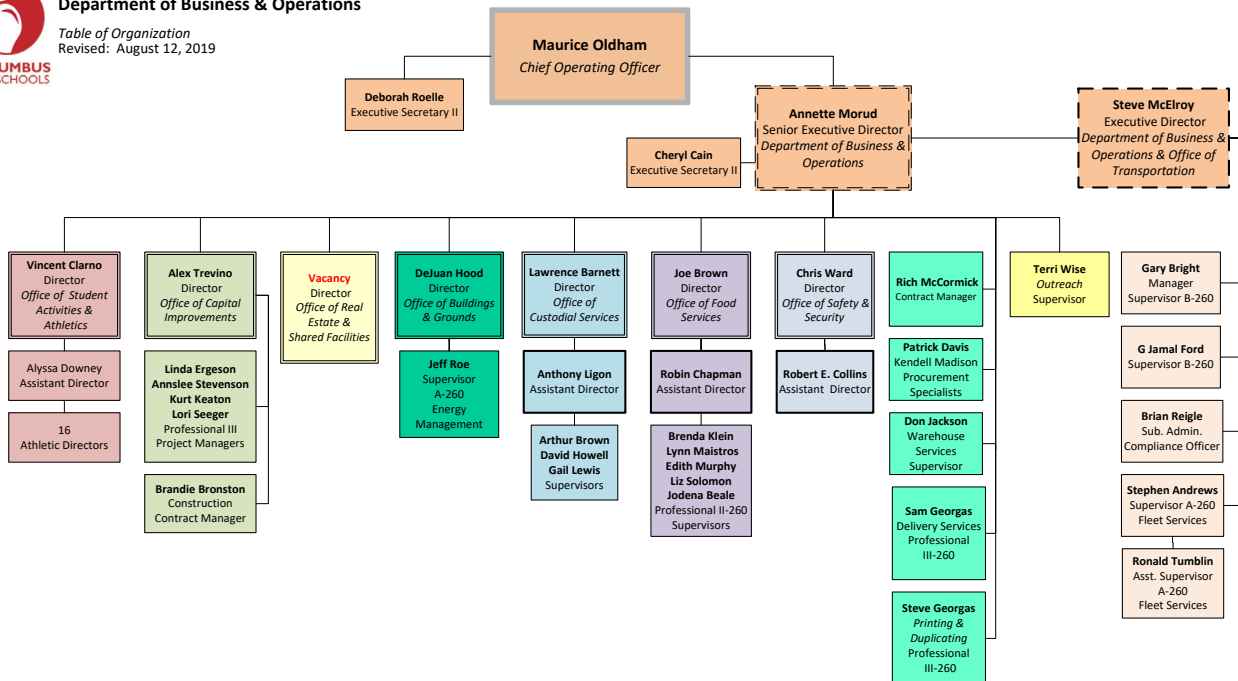 Department of Business & Operations
Table of Organization
Revised: August 12, 2019
UMBUS
SCHOOLS
Maurice Oldham
Chief Operating Officer
Deborah Roelle
Executive Secretary II
Annette Morud
Senior Executive Director
Department of Business &
Operations
Cheryl Cain
Executive Secretary II
Steve McElroy
Executive Director
Department of Business &
Operations & Office of
Transportation
Vincent Clarno
Director
Office of Student
Activities &
Athletics
Alyssa Downey
Assistant Director
16
Athletic Directors
Alex Trevino
Director
Office of Capital
Improvements
Linda Ergeson
Annslee Stevenson
Kurt Keaton
Lori Seeger
Professional III
Project Managers
Brandie Bronston
Construction
Contract Manager
Vacancy
Director
Office of Real
Estate &
Shared Facilities
DeJuan Hood
Director
Office of Buildings
& Grounds
Jeff Roe
Supervisor
A-260
Energy
Management
Lawrence Barnett
Director
Office of
Custodial Services
Anthony Ligon
Assistant Director
Arthur Brown
David Howell
Gail Lewis
Supervisors
Joe Brown
Director
Office of Food
Services
Robin Chapman
Assistant Director
Brenda Klein
Lynn Maistros
Edith Murphy
Liz Solomon
Jodena Beale
Professional II-260
Supervisors
Chris Ward
Director
Office of Safety &
Security
Robert E. Collins
Assistant Director
Rich McCormick
Contract Manager
Patrick Davis
Kendell Madison
Procurement
Specialists
Don Jackson
Warehouse
Services
Supervisor
Sam Georgas
Delivery Services
Professional
III-260
Steve Georgas
Printing &
Duplicating
Professional
III-260
Terri Wise
Outreach
Supervisor
Gary Bright
Manager
Supervisor B-260
G Jamal Ford
Supervisor B-260
Brian Reigle
Sub. Admin.
Compliance Officer
Stephen Andrews
Supervisor A-260
Fleet Services
Ronald Tumblin
Asst. Supervisor
A-260
Fleet Services